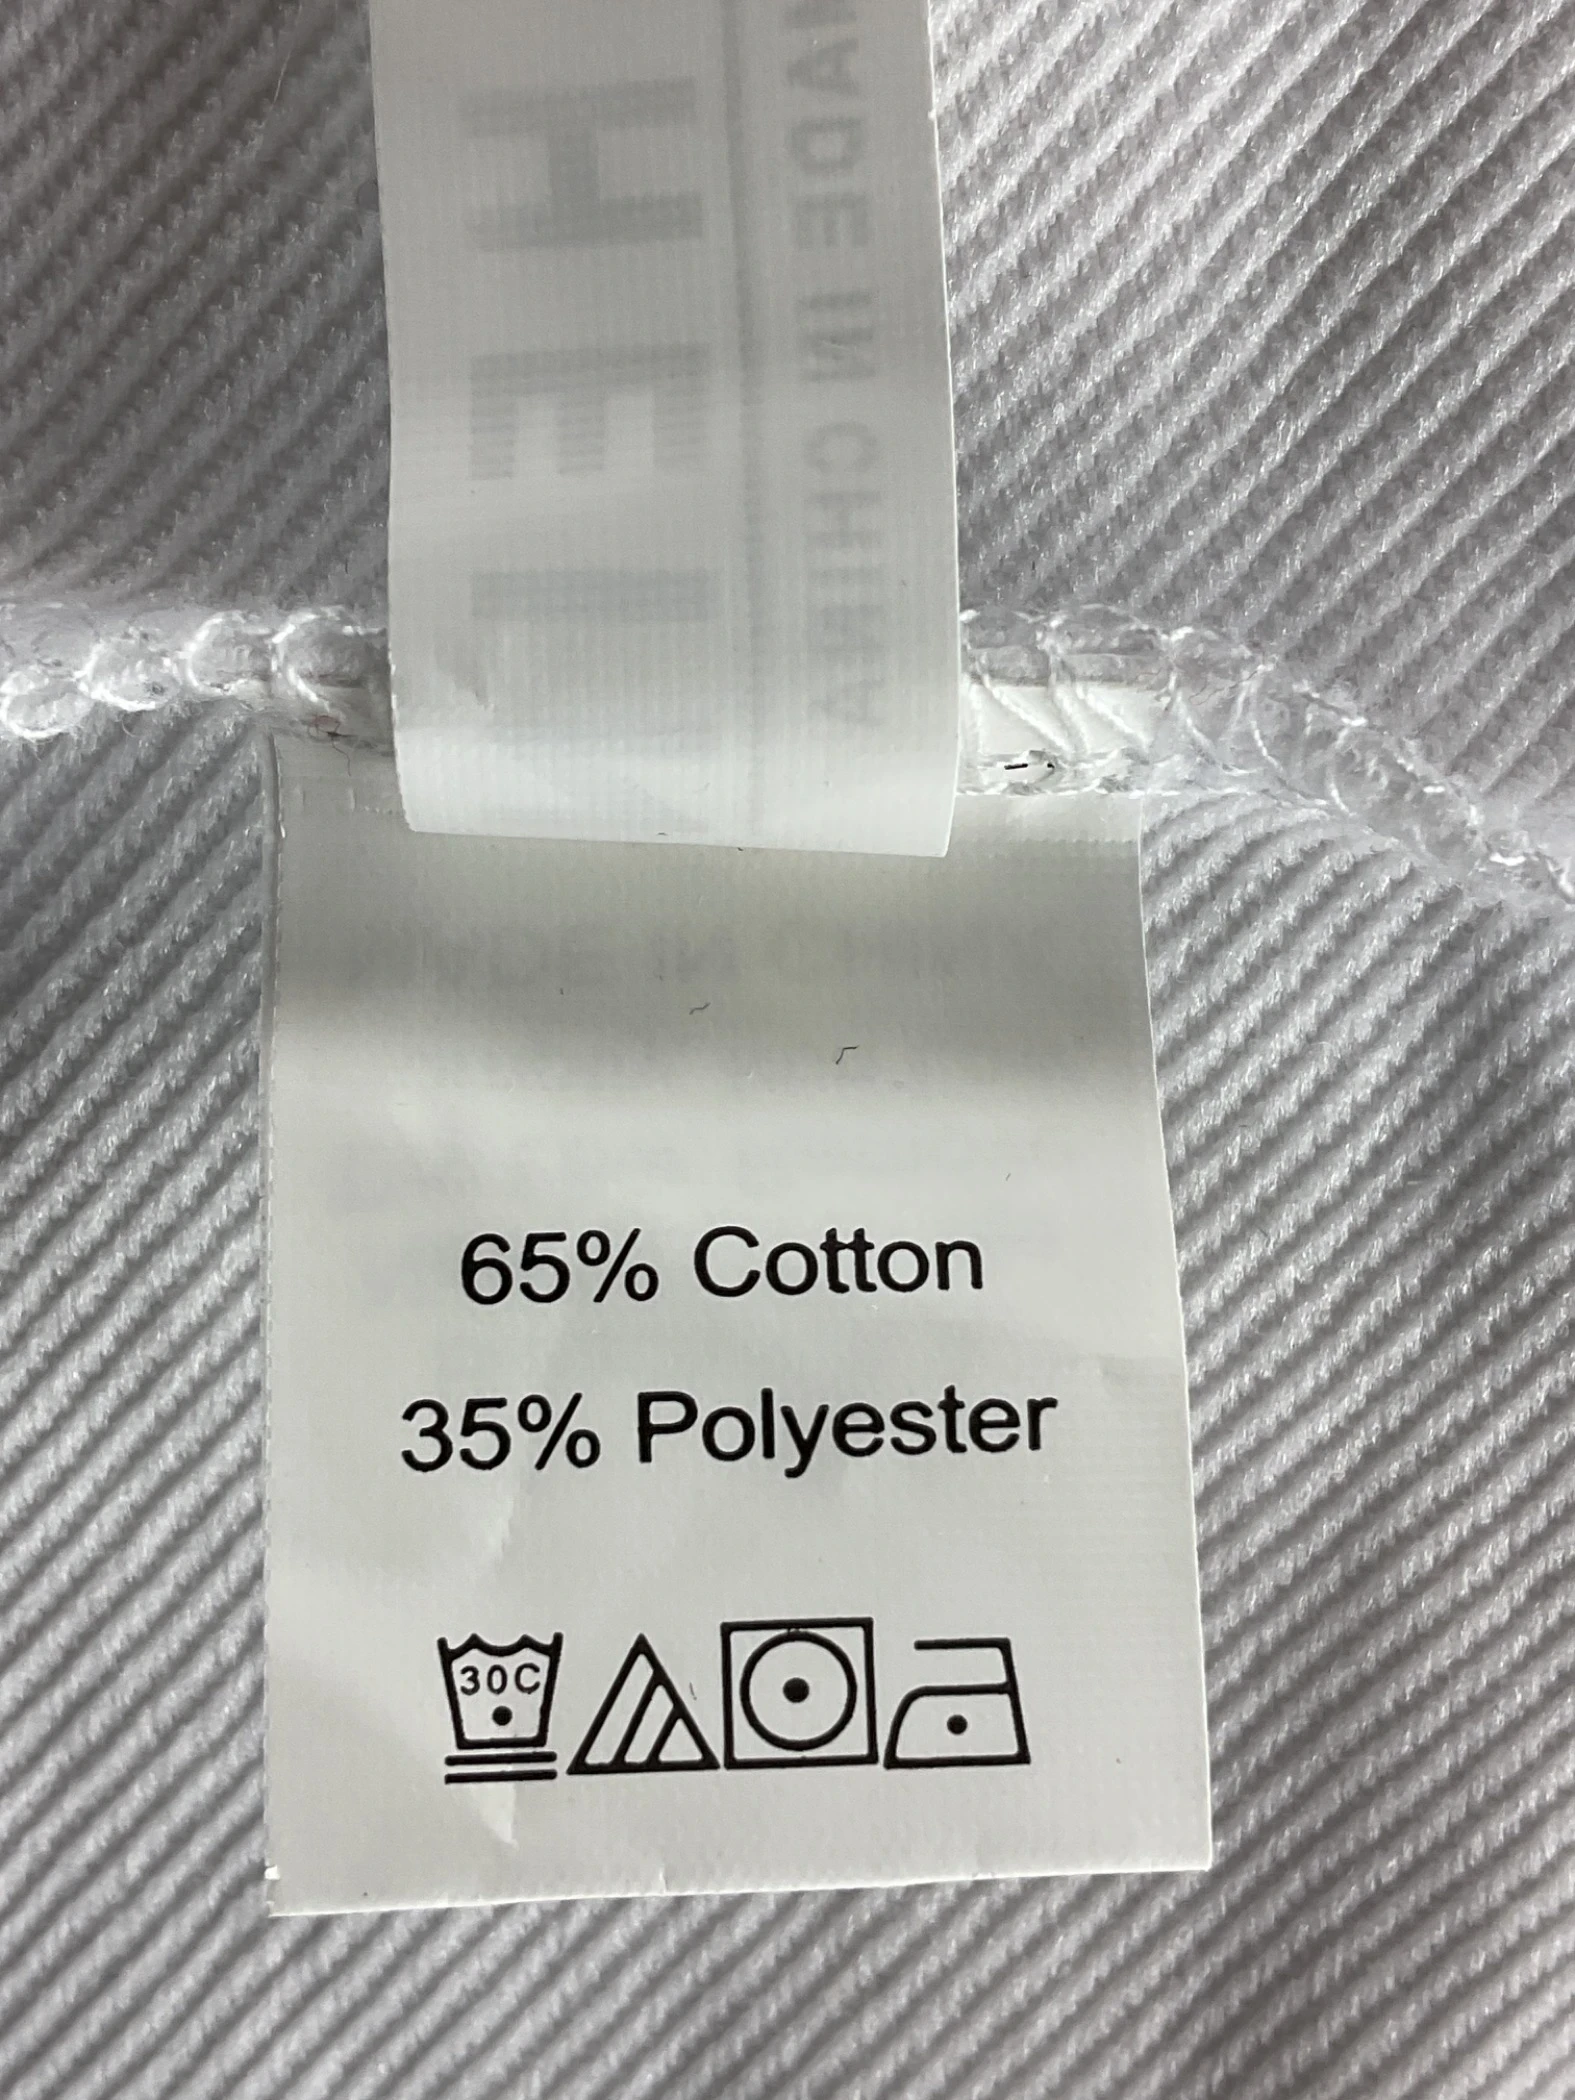 MADE IN CHINA
65% Cotton
35% Polyester
30C